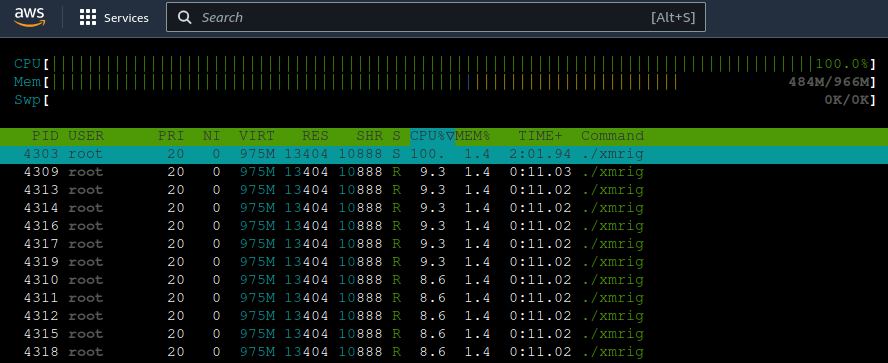 aws Services Search [Alt+S]
CPU[||||||||||||||||||||||||||||||||||||||||||||||||||||||||||||||||||||||||||||||||||||100.0%]
Mem[|||||||||||||||||||||||||||||||||||||||||||||||||||||||||||||||||||||| 484M/966M]
Swp[ 0K/0K]
PID USER PRI NI VIRT RES SHR S CPU%▽MEM% TIME+ Command
4303 root 20 0 975M 13404 10888 S 100. 1.4 2:01.94 ./xmrig
4309 root 20 0 975M 13404 10888 R 9.3 1.4 0:11.03 ./xmrig
4313 root 20 0 975M 13404 10888 R 9.3 1.4 0:11.02 ./xmrig
4314 root 20 0 975M 13404 10888 R 9.3 1.4 0:11.02 ./xmrig
4316 root 20 0 975M 13404 10888 R 9.3 1.4 0:11.02 ./xmrig
4317 root 20 0 975M 13404 10888 R 9.3 1.4 0:11.02 ./xmrig
4319 root 20 0 975M 13404 10888 R 9.3 1.4 0:11.02 ./xmrig
4310 root 20 0 975M 13404 10888 R 8.6 1.4 0:11.02 ./xmrig
4311 root 20 0 975M 13404 10888 R 8.6 1.4 0:11.02 ./xmrig
4312 root 20 0 975M 13404 10888 R 8.6 1.4 0:11.02 ./xmrig
4315 root 20 0 975M 13404 10888 R 8.6 1.4 0:11.02 ./xmrig
4318 root 20 0 975M 13404 10888 R 8.6 1.4 0:11.02 ./xmrig